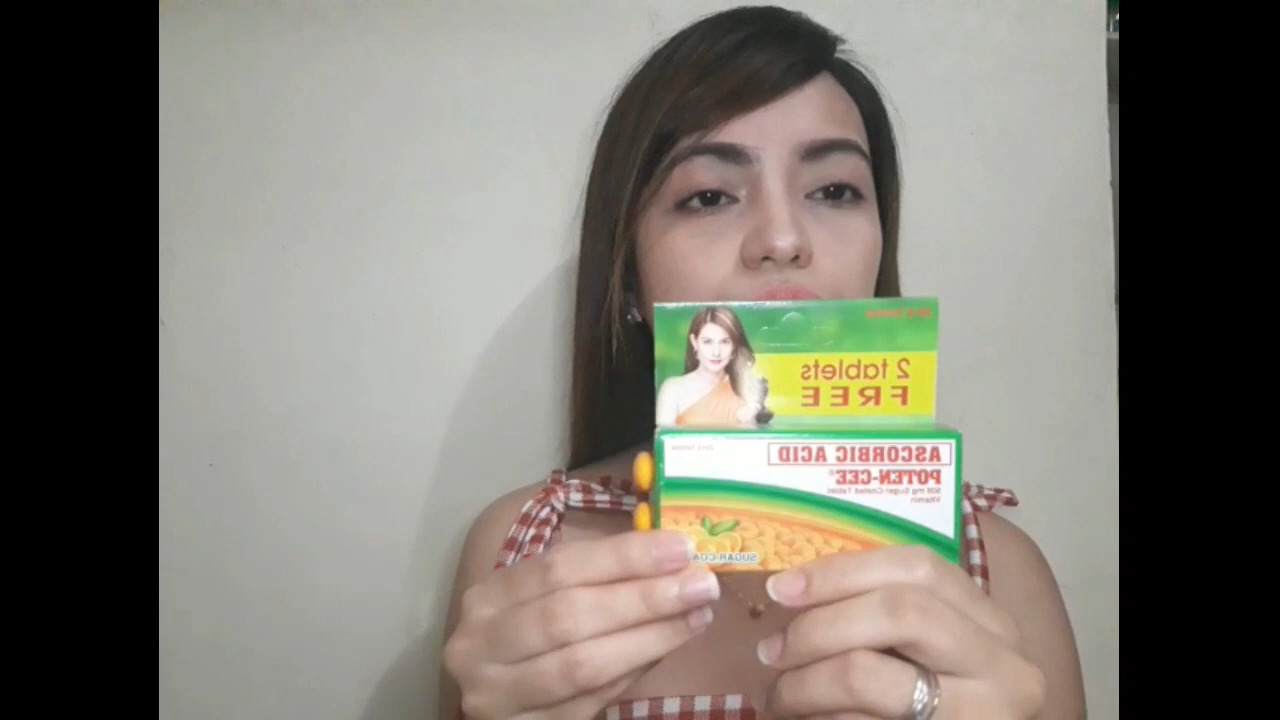 2 tablets
FREE
ASCORBIC ACID
POTEN-CEE®
500 mg Sugar-Coated Tablet
Vitamin